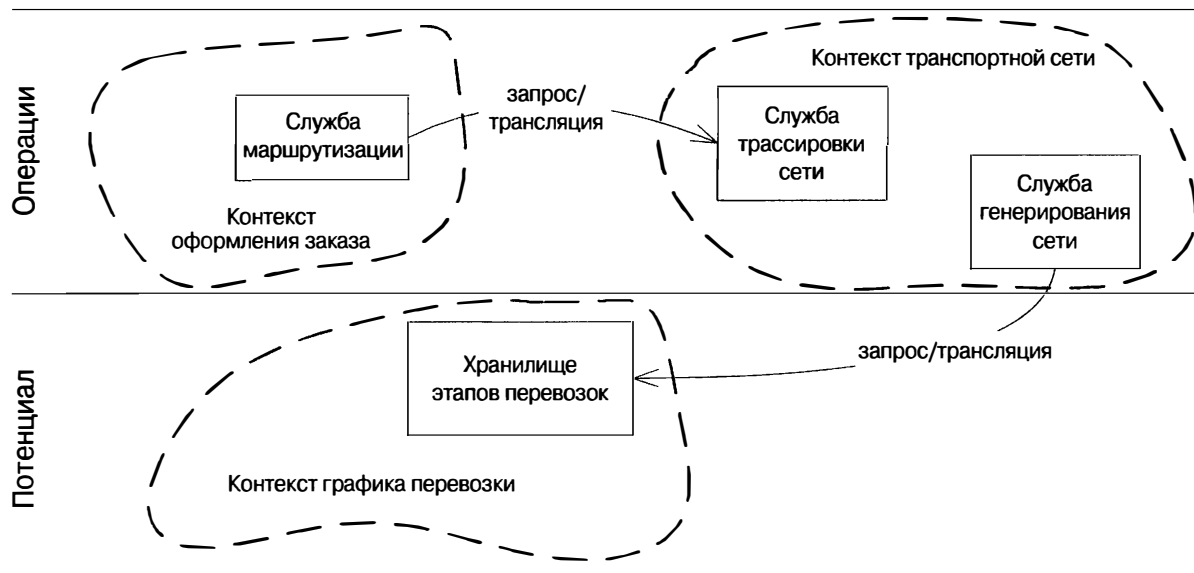 Операции
Контекст транспортной сети
запрос/
трансляция
Служба
маршрутизации
Служба
трассировки
сети
Служба
генерирования
сети
Контекст
оформления заказа
Потенциал
Хранилище
этапов перевозок
запрос/трансляция
Контекст графика перевозки